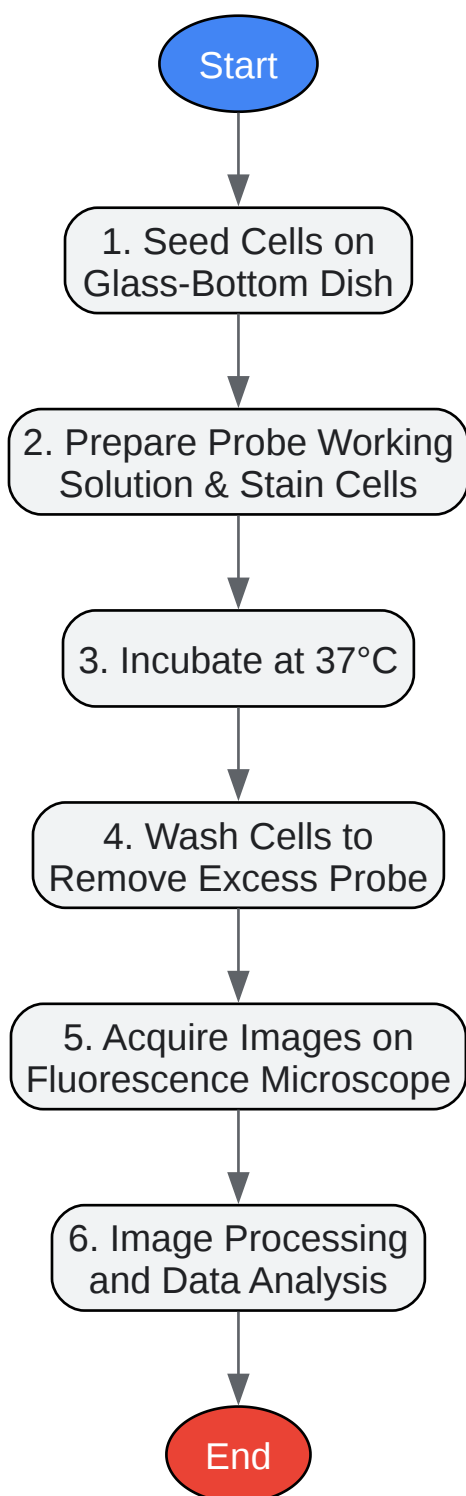 Start
1. Seed Cells on
Glass-Bottom Dish
2. Prepare Probe Working
Solution & Stain Cells
3. Incubate at 37°C
4. Wash Cells to
Remove Excess Probe
5. Acquire Images on
Fluorescence Microscope
6. Image Processing
and Data Analysis
End